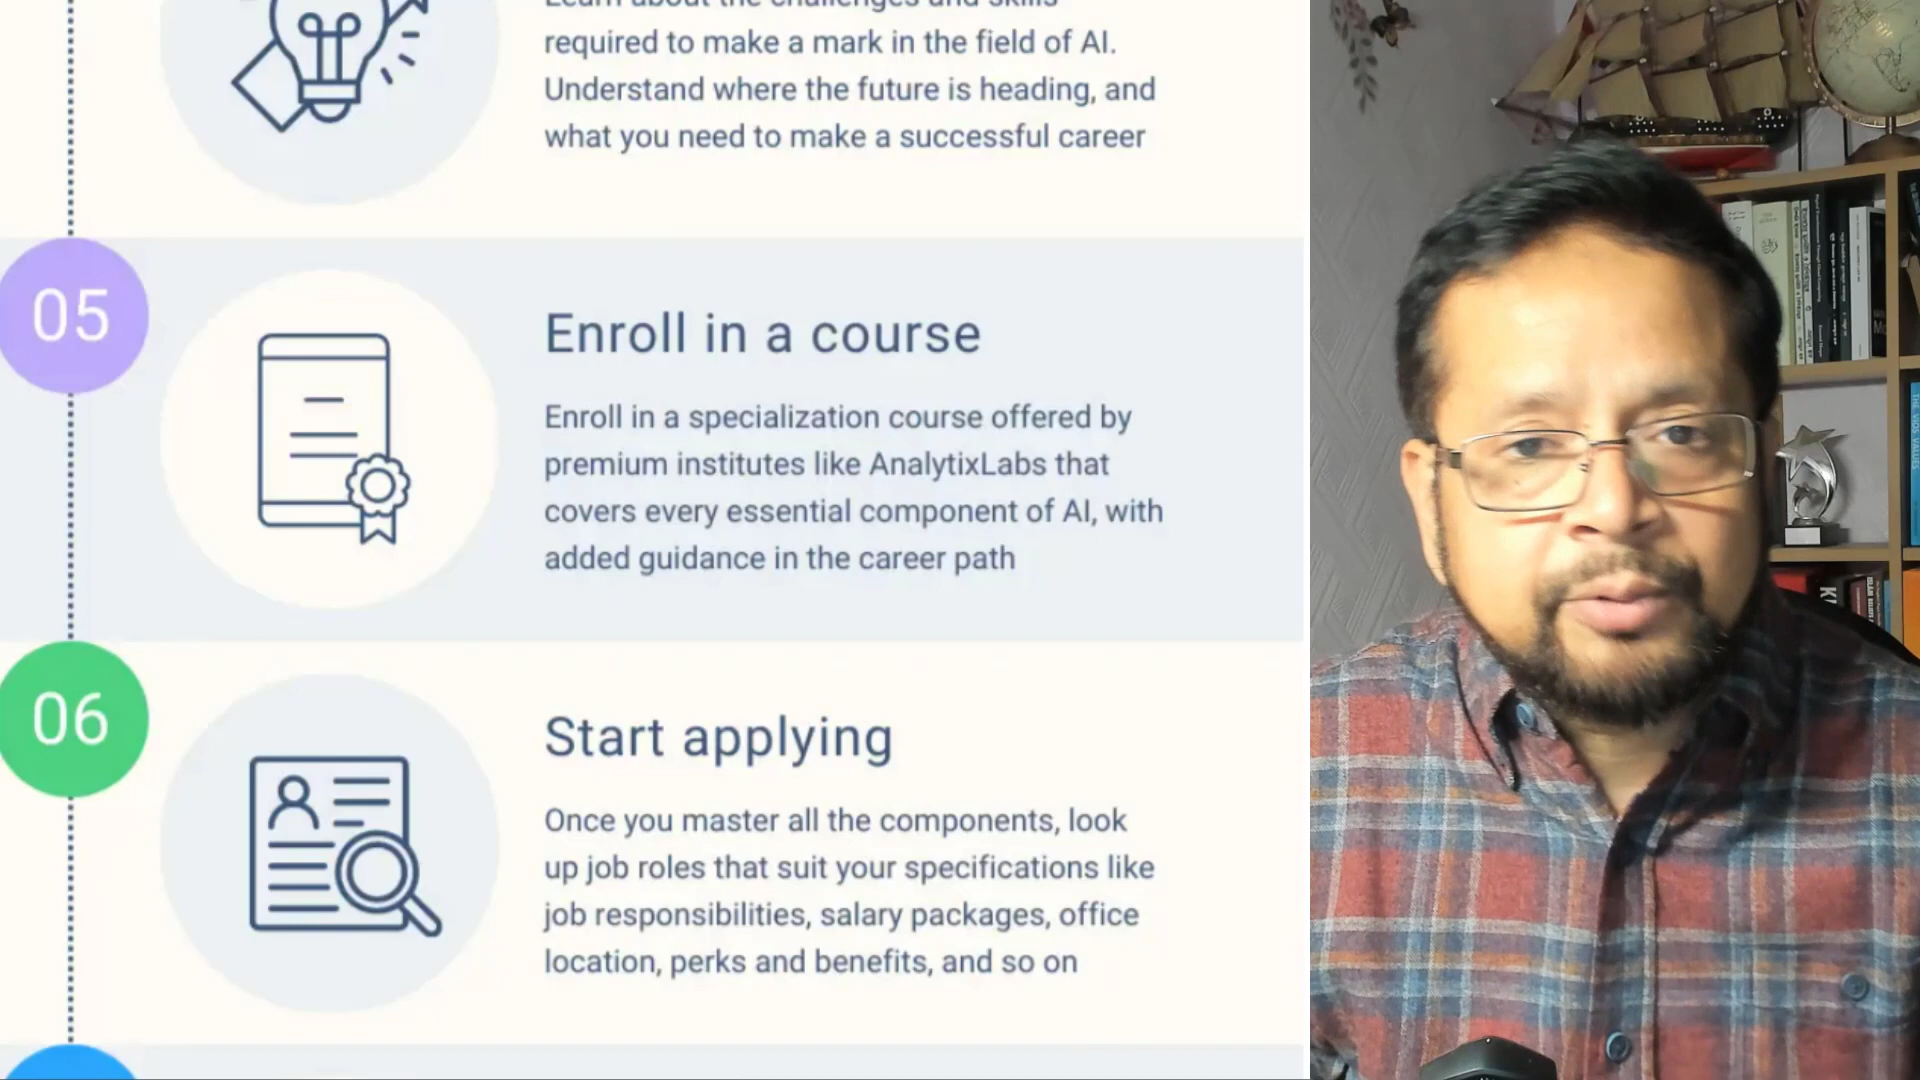 required to make a mark in the field of AI.
Understand where the future is heading, and
what you need to make a successful career
05
Enroll in a course
Enroll in a specialization course offered by
premium institutes like AnalytixLabs that
covers every essential component of AI, with
added guidance in the career path
06
Start applying
Once you master all the components, look
up job roles that suit your specifications like
job responsibilities, salary packages, office
location, perks and benefits, and so on